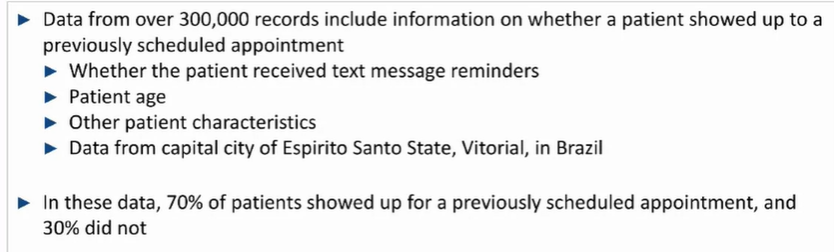 Data from over 300,000 records include information on whether a patient showed up to a
previously scheduled appointment
Whether the patient received text message reminders
Patient age
Other patient characteristics
Data from capital city of Espirito Santo State, Vitorial, in Brazil
In these data, 70% of patients showed up for a previously scheduled appointment, and
30% did not